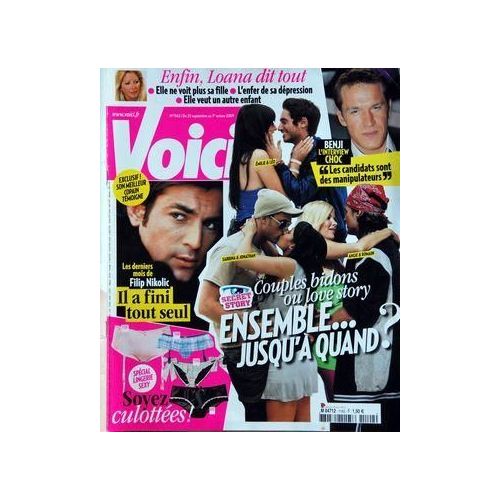 Enfin, Loana dit tout
• Elle ne voit plus sa fille • L'enfer de sa dépression
• Elle veut un autre enfant
www.voici.fr
Voici
EXCLUSIF !
SON MEILLEUR
COPAIN
TÉMOIGNE
ÉMILIE & LÉO
BENJI
L'INTERVIEW
CHOC
"Les candidats sont
des manipulateurs"
Les derniers
mois de
Filip Nikolic
Il a fini
tout seul
SABRINA & JONATHAN
ANGIE & ROMAIN
SECRET
STORY
Couples bidons
ou love story
ENSEMBLE...
JUSQU'À QUAND?
SPÉCIAL
LINGERIE
SEXY
Soyez
culottées!